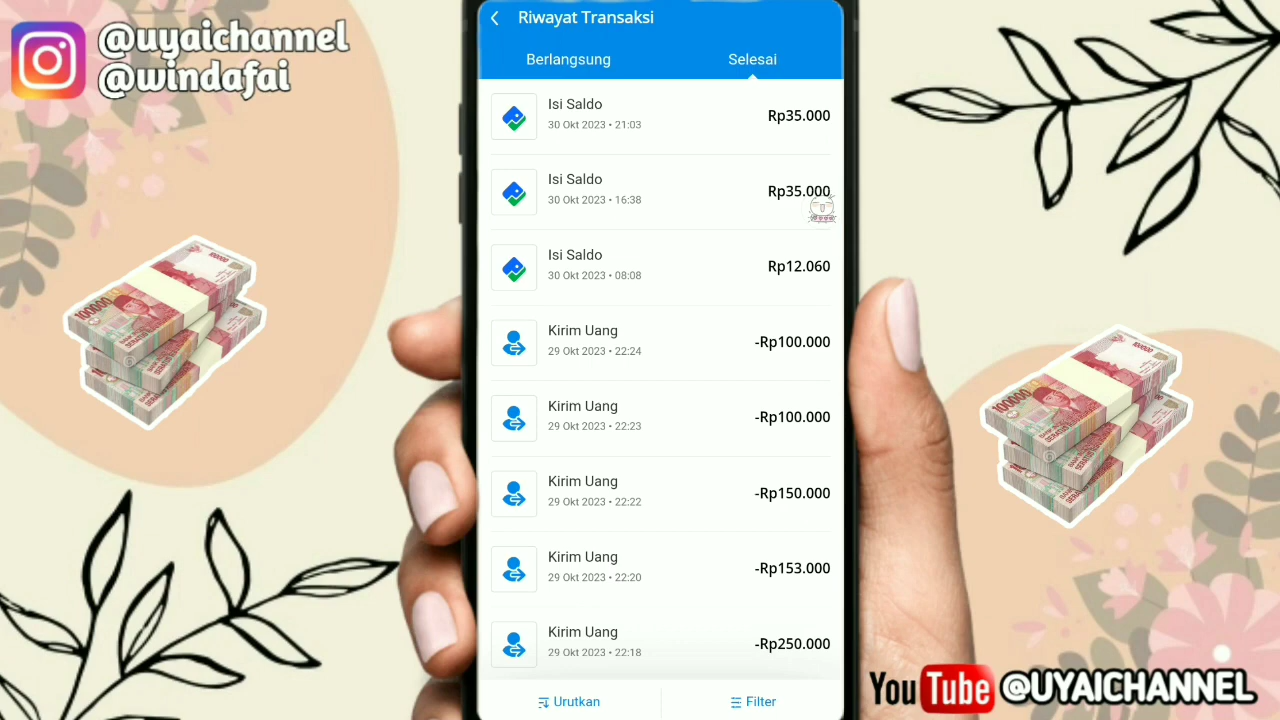 @uyaichannel
@windafai
Riwayat Transaksi
Berlangsung
Selesai
Isi Saldo
30 Okt 2023 • 21:03
Rp35.000
Isi Saldo
30 Okt 2023 • 16:38
Rp35.000
Isi Saldo
30 Okt 2023 • 08:08
Rp12.060
Kirim Uang
29 Okt 2023 • 22:24
-Rp100.000
Kirim Uang
29 Okt 2023 • 22:23
-Rp100.000
Kirim Uang
29 Okt 2023 • 22:22
-Rp150.000
Kirim Uang
29 Okt 2023 • 22:20
-Rp153.000
Kirim Uang
29 Okt 2023 • 22:18
-Rp250.000
Urutkan
Filter
100000
100000
100000
100000
YouTube @UYAICHANNEL